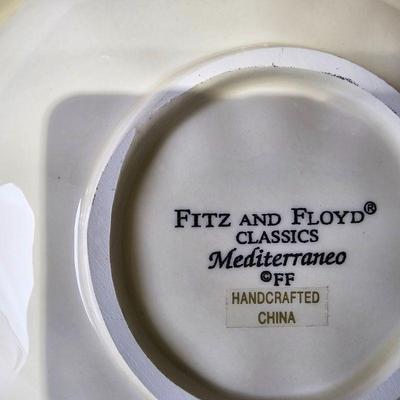 FITZ AND FLOYD®
CLASSICS
Mediterraneo
©FF
HANDCRAFTED
CHINA